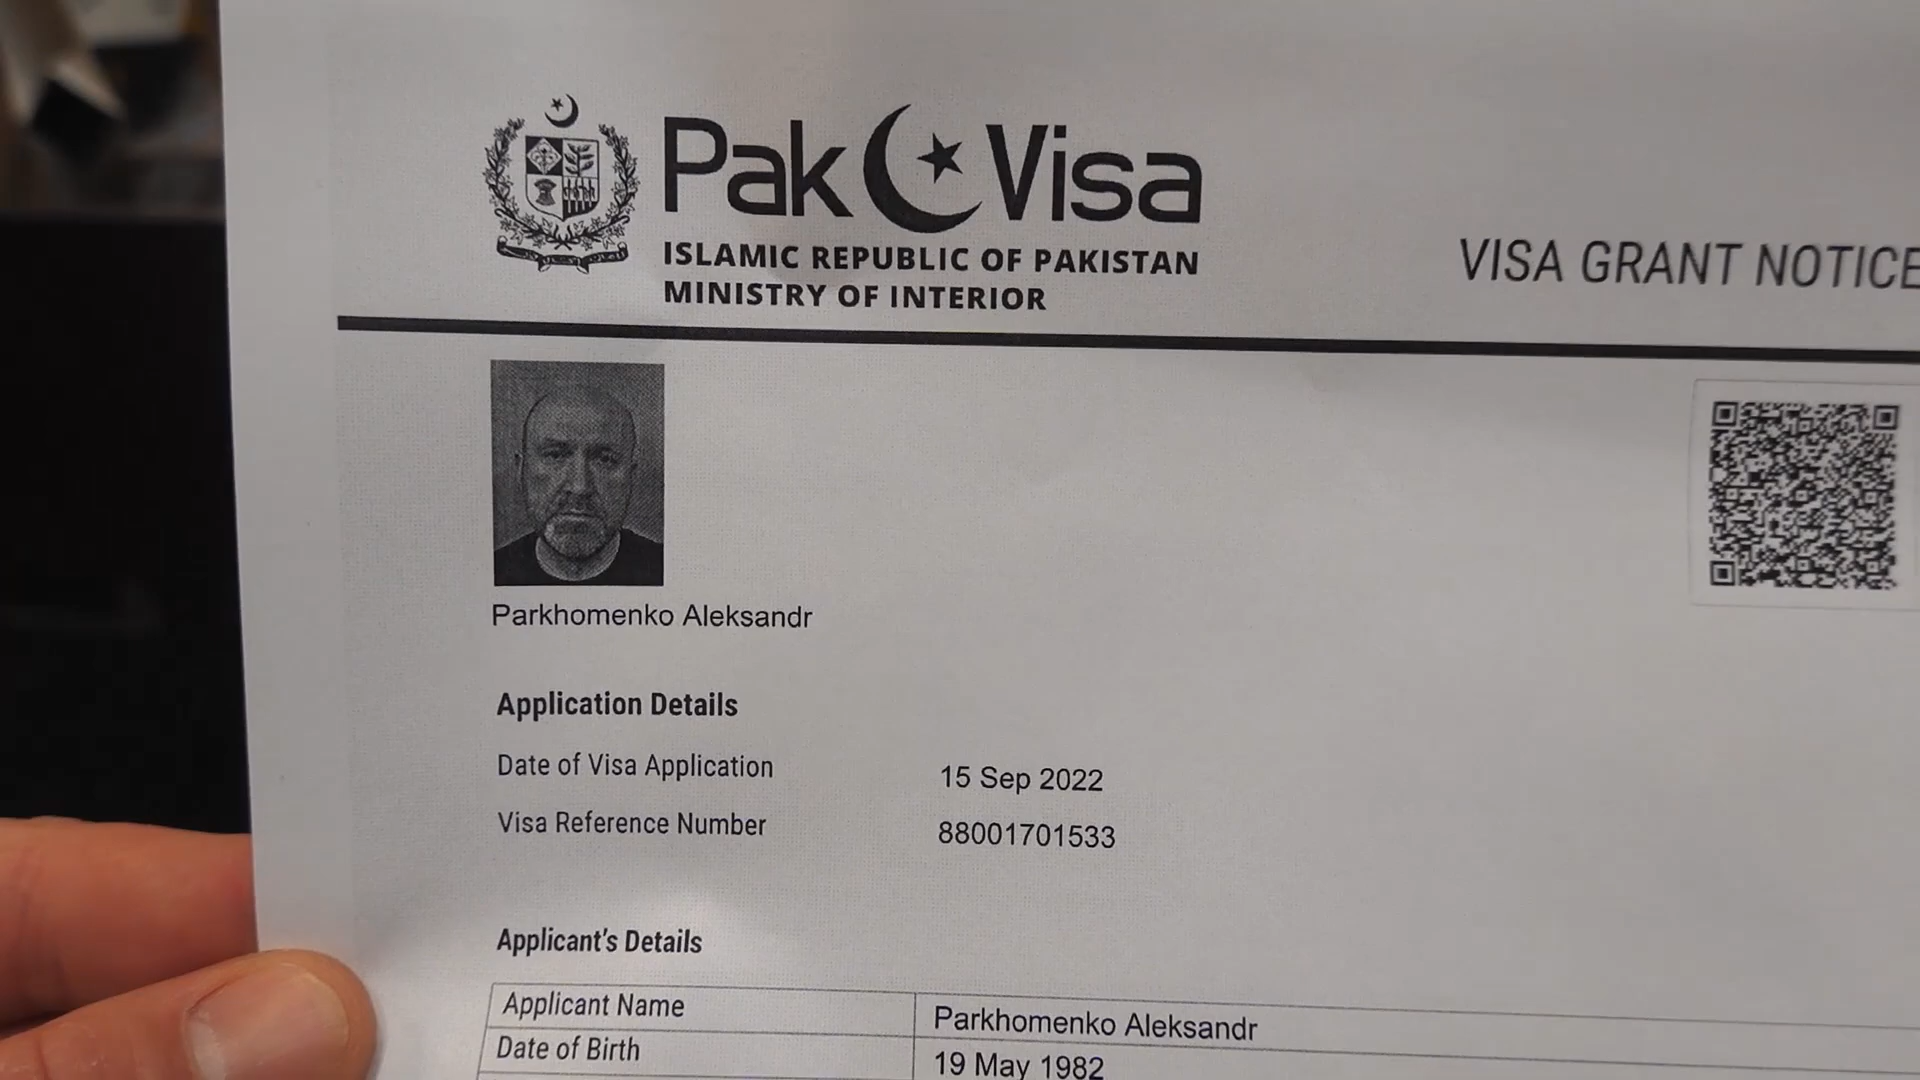 Pak Visa
ISLAMIC REPUBLIC OF PAKISTAN
MINISTRY OF INTERIOR
VISA GRANT NOTICE
Parkhomenko Aleksandr
Application Details
Date of Visa Application 15 Sep 2022
Visa Reference Number 88001701533
Applicant's Details
Applicant Name Parkhomenko Aleksandr
Date of Birth 19 May 1982